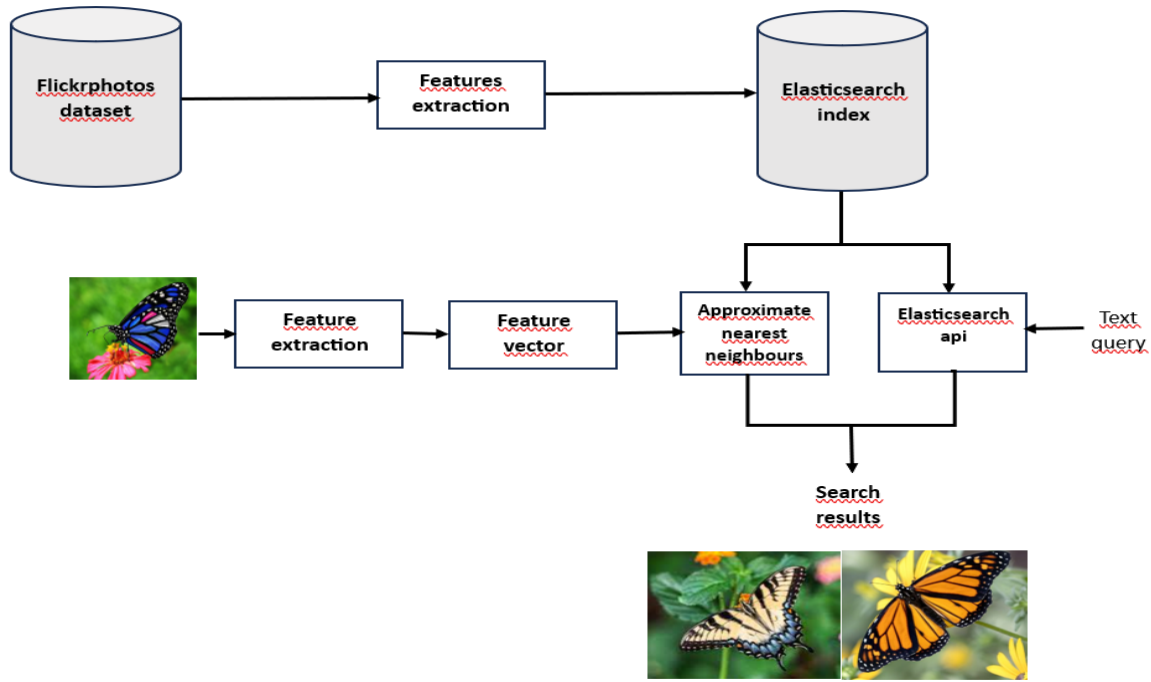 Flickrphotos
dataset
Features
extraction
Elasticsearch
index
Feature
extraction
Feature
vector
Approximate
nearest
neighbours
Elasticsearch
api
Text
query
Search
results